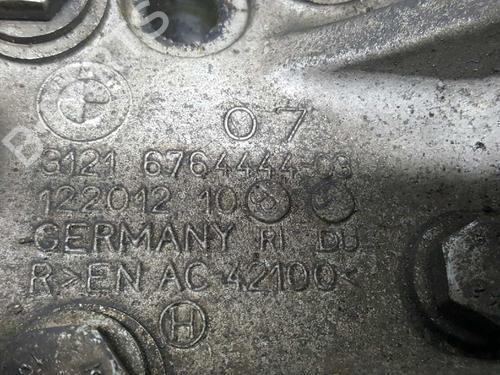 07
3121 6764444-03
122012 10
GERMANY RI DU
R>EN AC 42100<
H